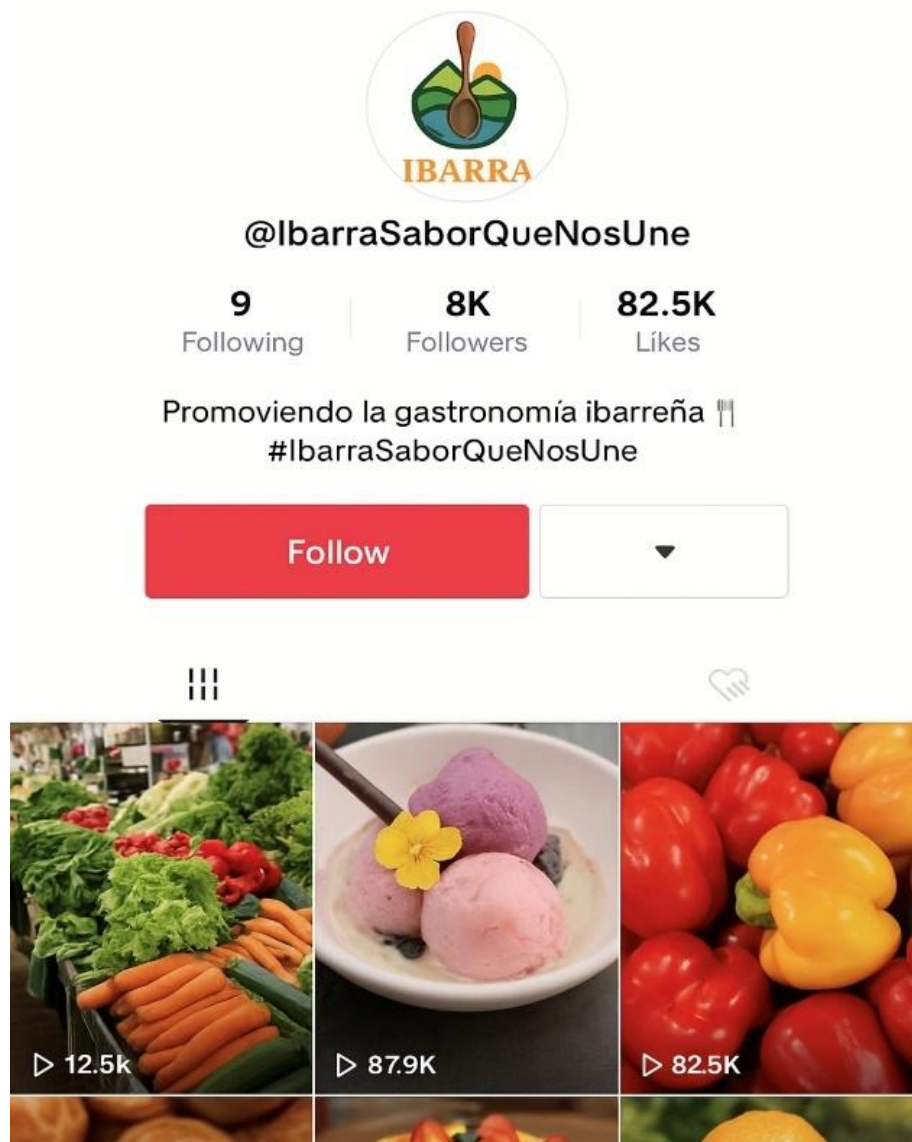 IBARRA
@IbarraSaborQueNosUne
9 8K 82.5K
Following Followers Líkes
Promoviendo la gastronomía ibarreña
#IbarraSaborQueNosUne
Follow
12.5k 87.9K 82.5K